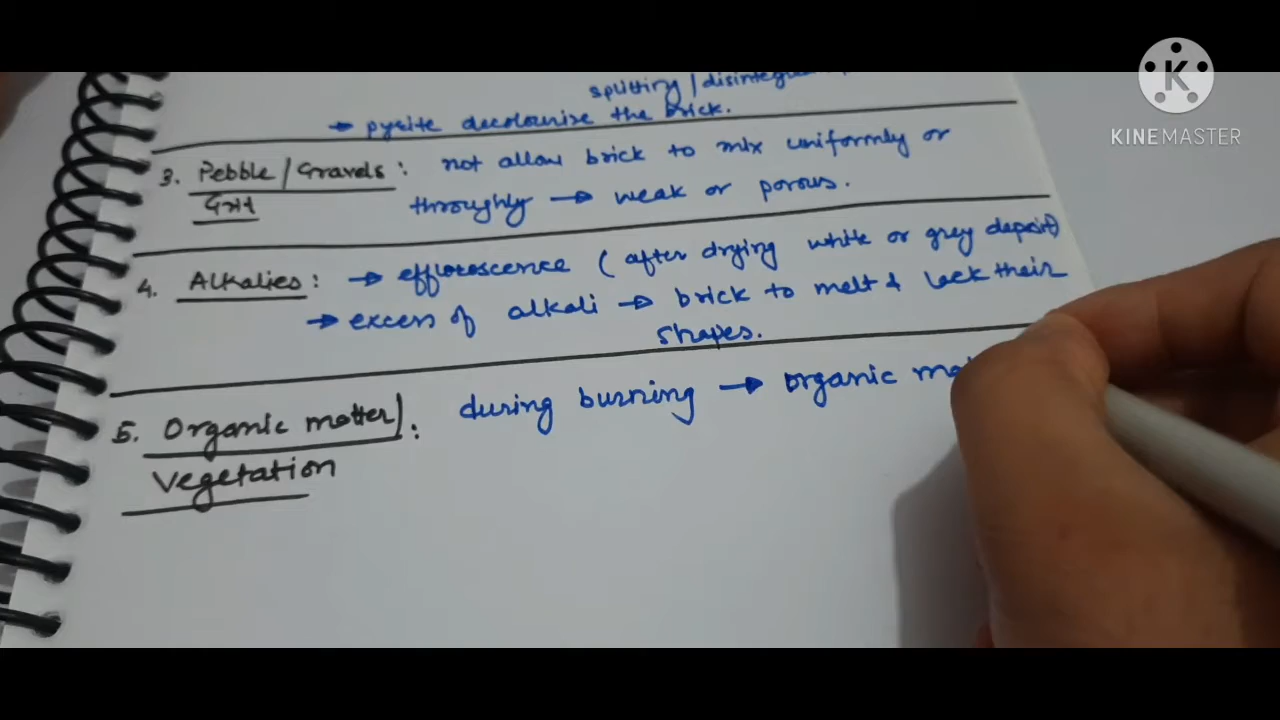 splitting / 
→ pyrite decolourise the brick.
3. Pebble / Gravels : not allow brick to mix uniformly or
Grit throughly → weak or porous.
4. Alkalies : → efflorescence ( after drying white or grey deposit)
→ excess of alkali → brick to melt & lack their
shapes.
5. Organic matter / : during burning → organic
Vegetation
K
KINEMASTER